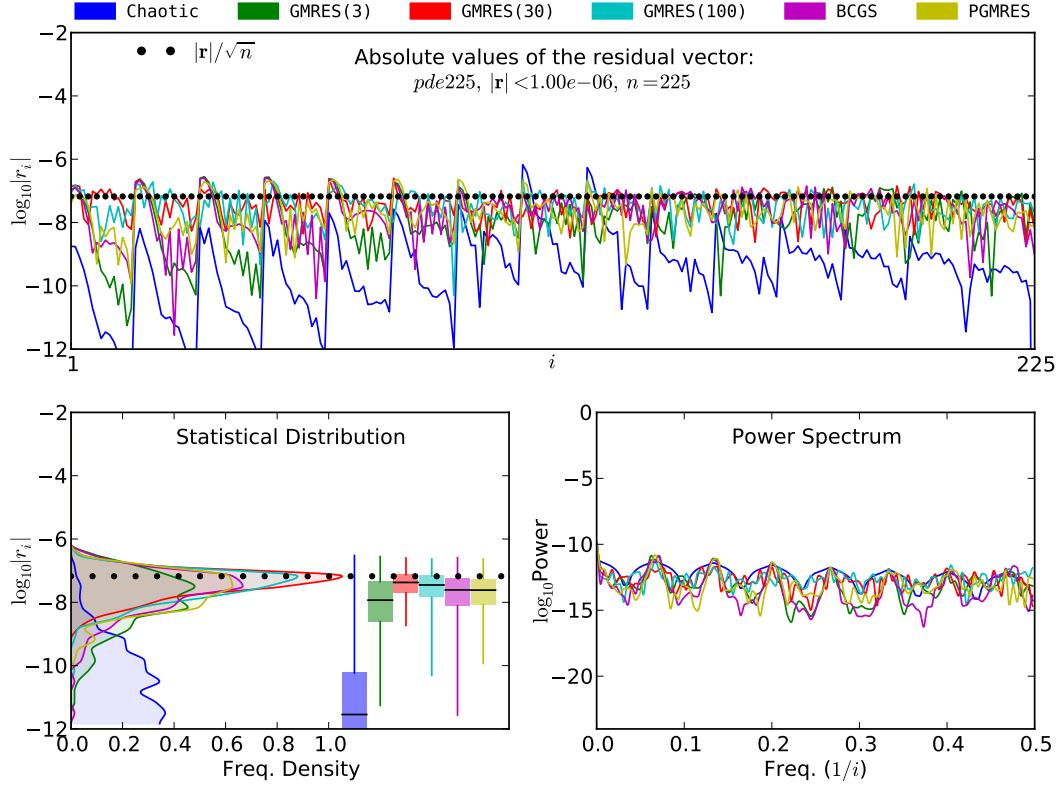 Chaotic GMRES(3) GMRES(30) GMRES(100) BCGS PGMRES
−2
|r|/√n
Absolute values of the residual vector:
pde225, |r| <1.00e−06, n=225
−4
−6
−8
−10
−12
log₁₀|rᵢ|
1 i 225
Statistical Distribution
−2
−4
−6
−8
−10
−12
log₁₀|rᵢ|
0.0 0.2 0.4 0.6 0.8 1.0
Freq. Density
Power Spectrum
0
−5
−10
−15
−20
log₁₀Power
0.0 0.1 0.2 0.3 0.4 0.5
Freq. (1/i)